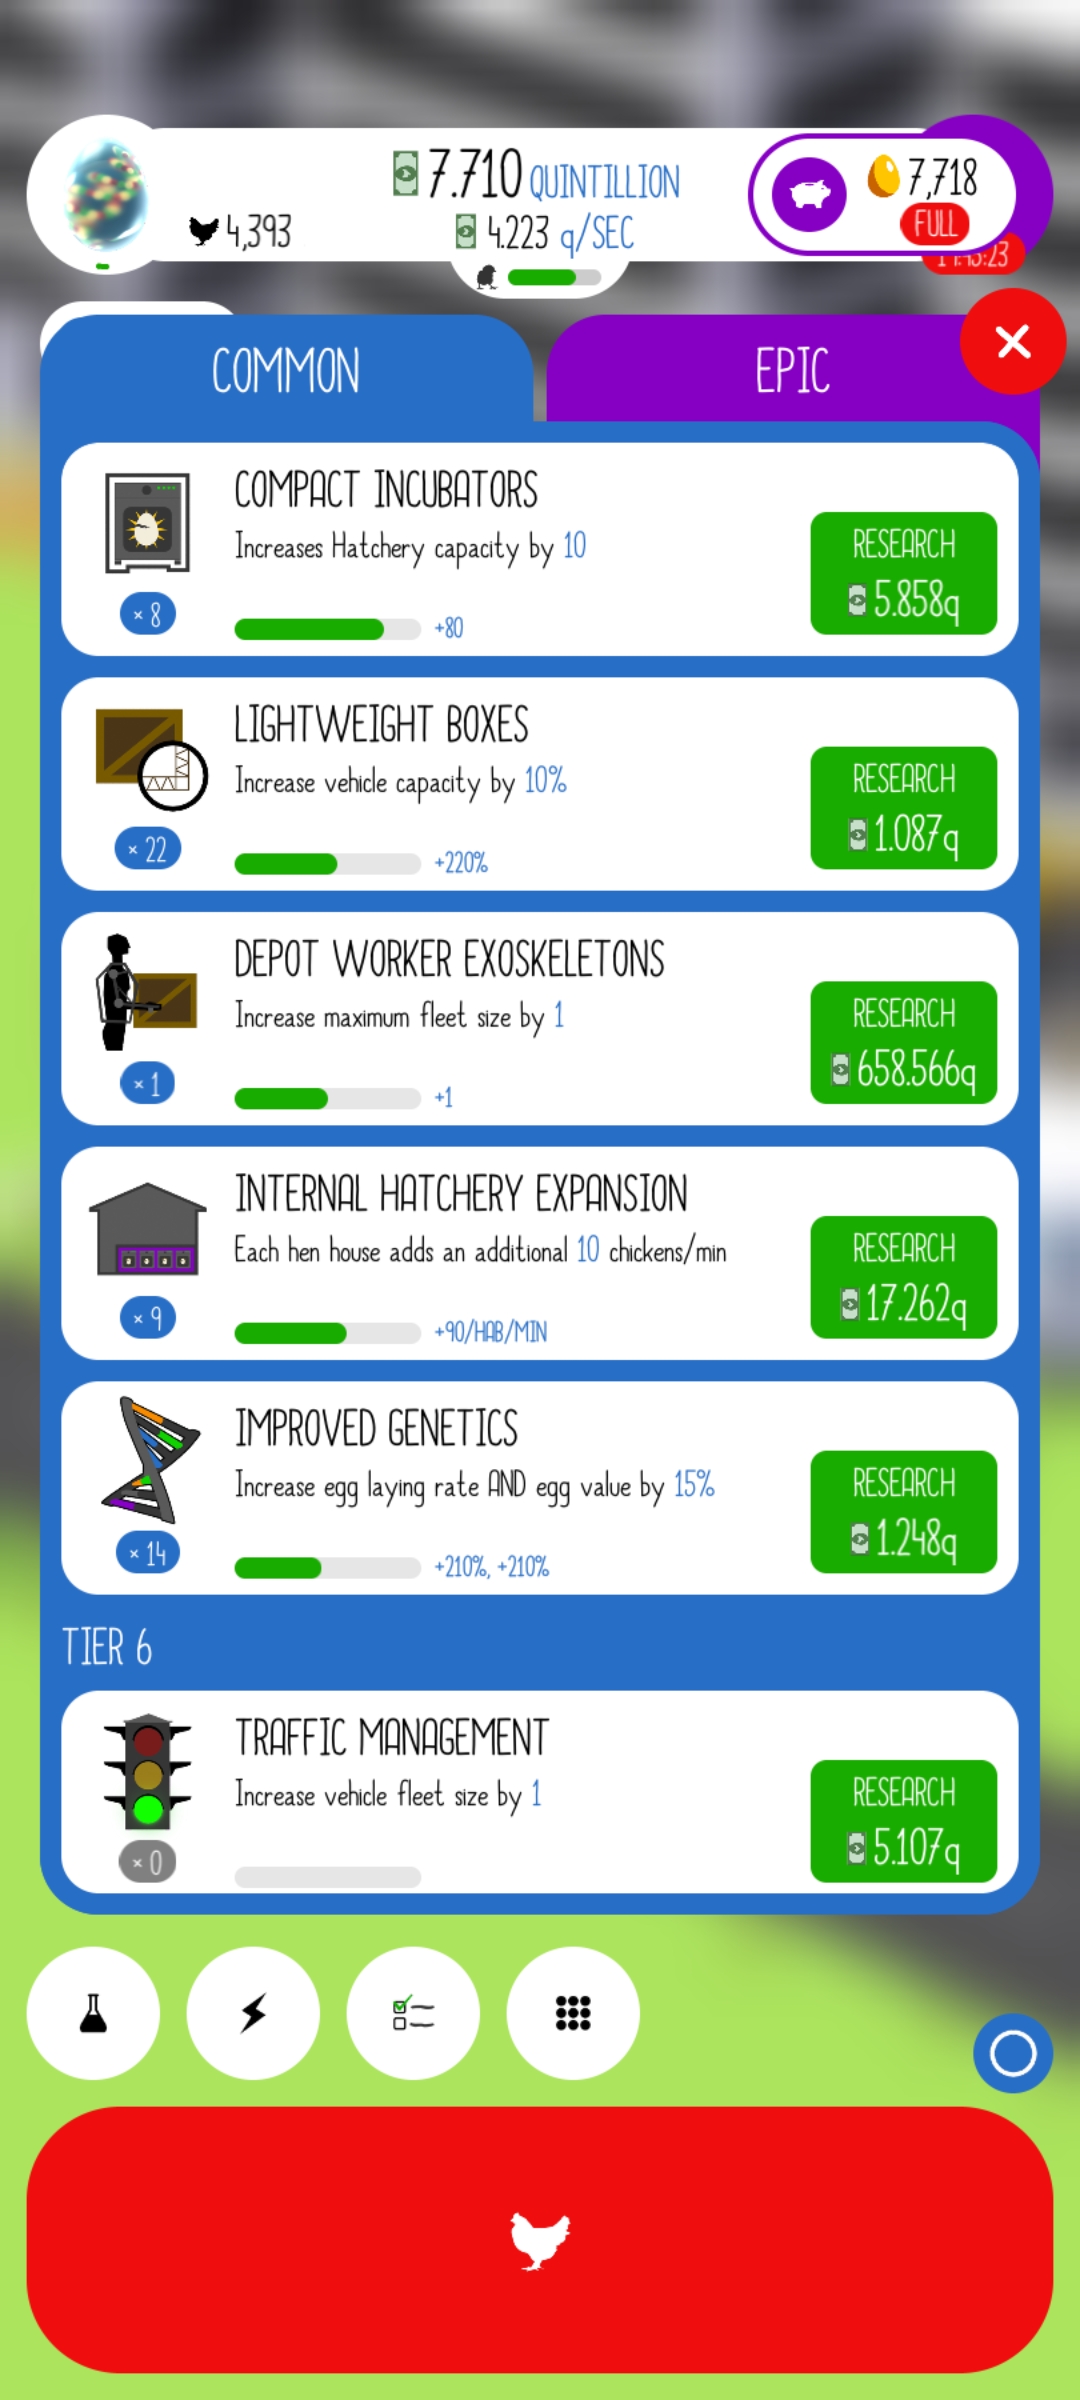 7.710 QUINTILLION
7,718
4,393
4.223 q/SEC
FULL
COMMON
EPIC
COMPACT INCUBATORS
Increases Hatchery capacity by 10
RESEARCH
5.858q
× 8
+80
LIGHTWEIGHT BOXES
Increase vehicle capacity by 10%
RESEARCH
1.087q
× 22
+220%
DEPOT WORKER EXOSKELETONS
Increase maximum fleet size by 1
RESEARCH
658.566q
× 1
+1
INTERNAL HATCHERY EXPANSION
Each hen house adds an additional 10 chickens/min
RESEARCH
17.262q
× 9
+90/HAB/MIN
IMPROVED GENETICS
Increase egg laying rate AND egg value by 15%
RESEARCH
1.248q
× 14
+210%, +210%
TIER 6
TRAFFIC MANAGEMENT
Increase vehicle fleet size by 1
RESEARCH
5.107q
× 0